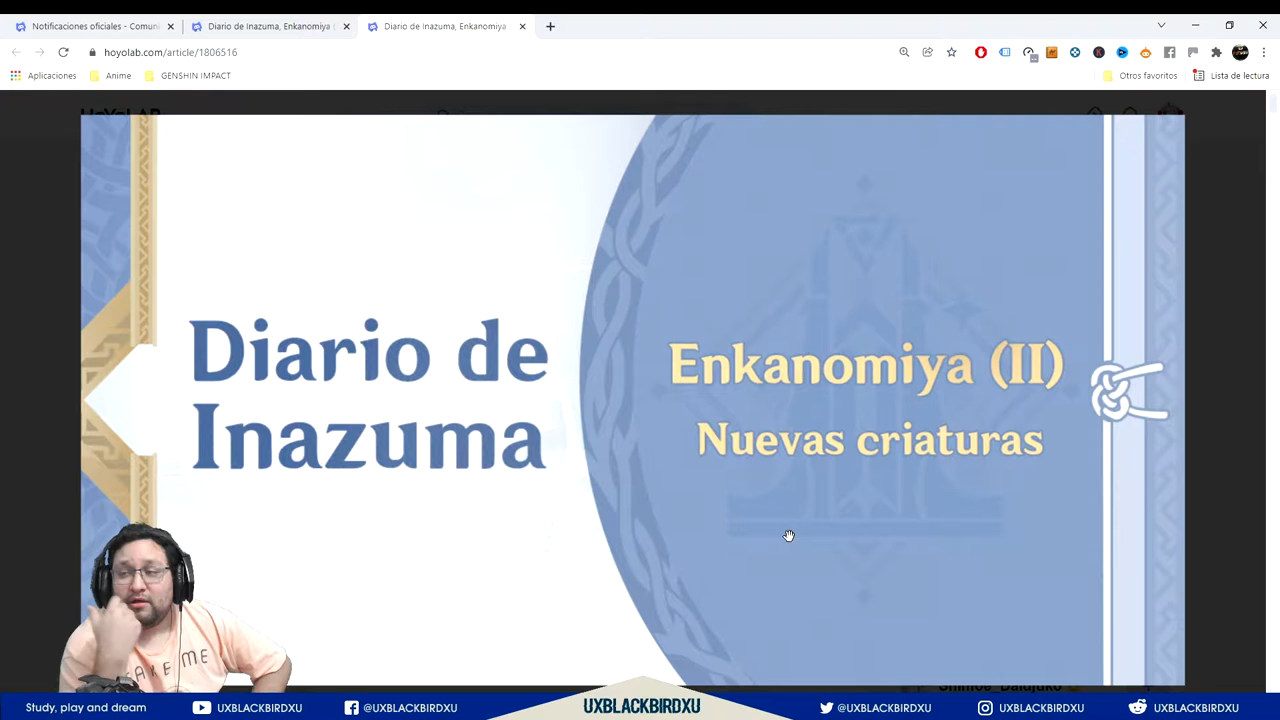 Notificaciones oficiales - Comuni
Diario de Inazuma, Enkanomiya (
Diario de Inazuma, Enkanomiya
hoyolab.com/article/1806516
Aplicaciones
Anime
GENSHIN IMPACT
Otros favoritos
Lista de lectura
Diario de
Inazuma
Enkanomiya (II)
Nuevas criaturas
AKE ME
Study, play and dream
UXBLACKBIRDXU
@UXBLACKBIRDXU
UXBLACKBIRDXU
@UXBLACKBIRDXU
UXBLACKBIRDXU
UXBLACKBIRDXU